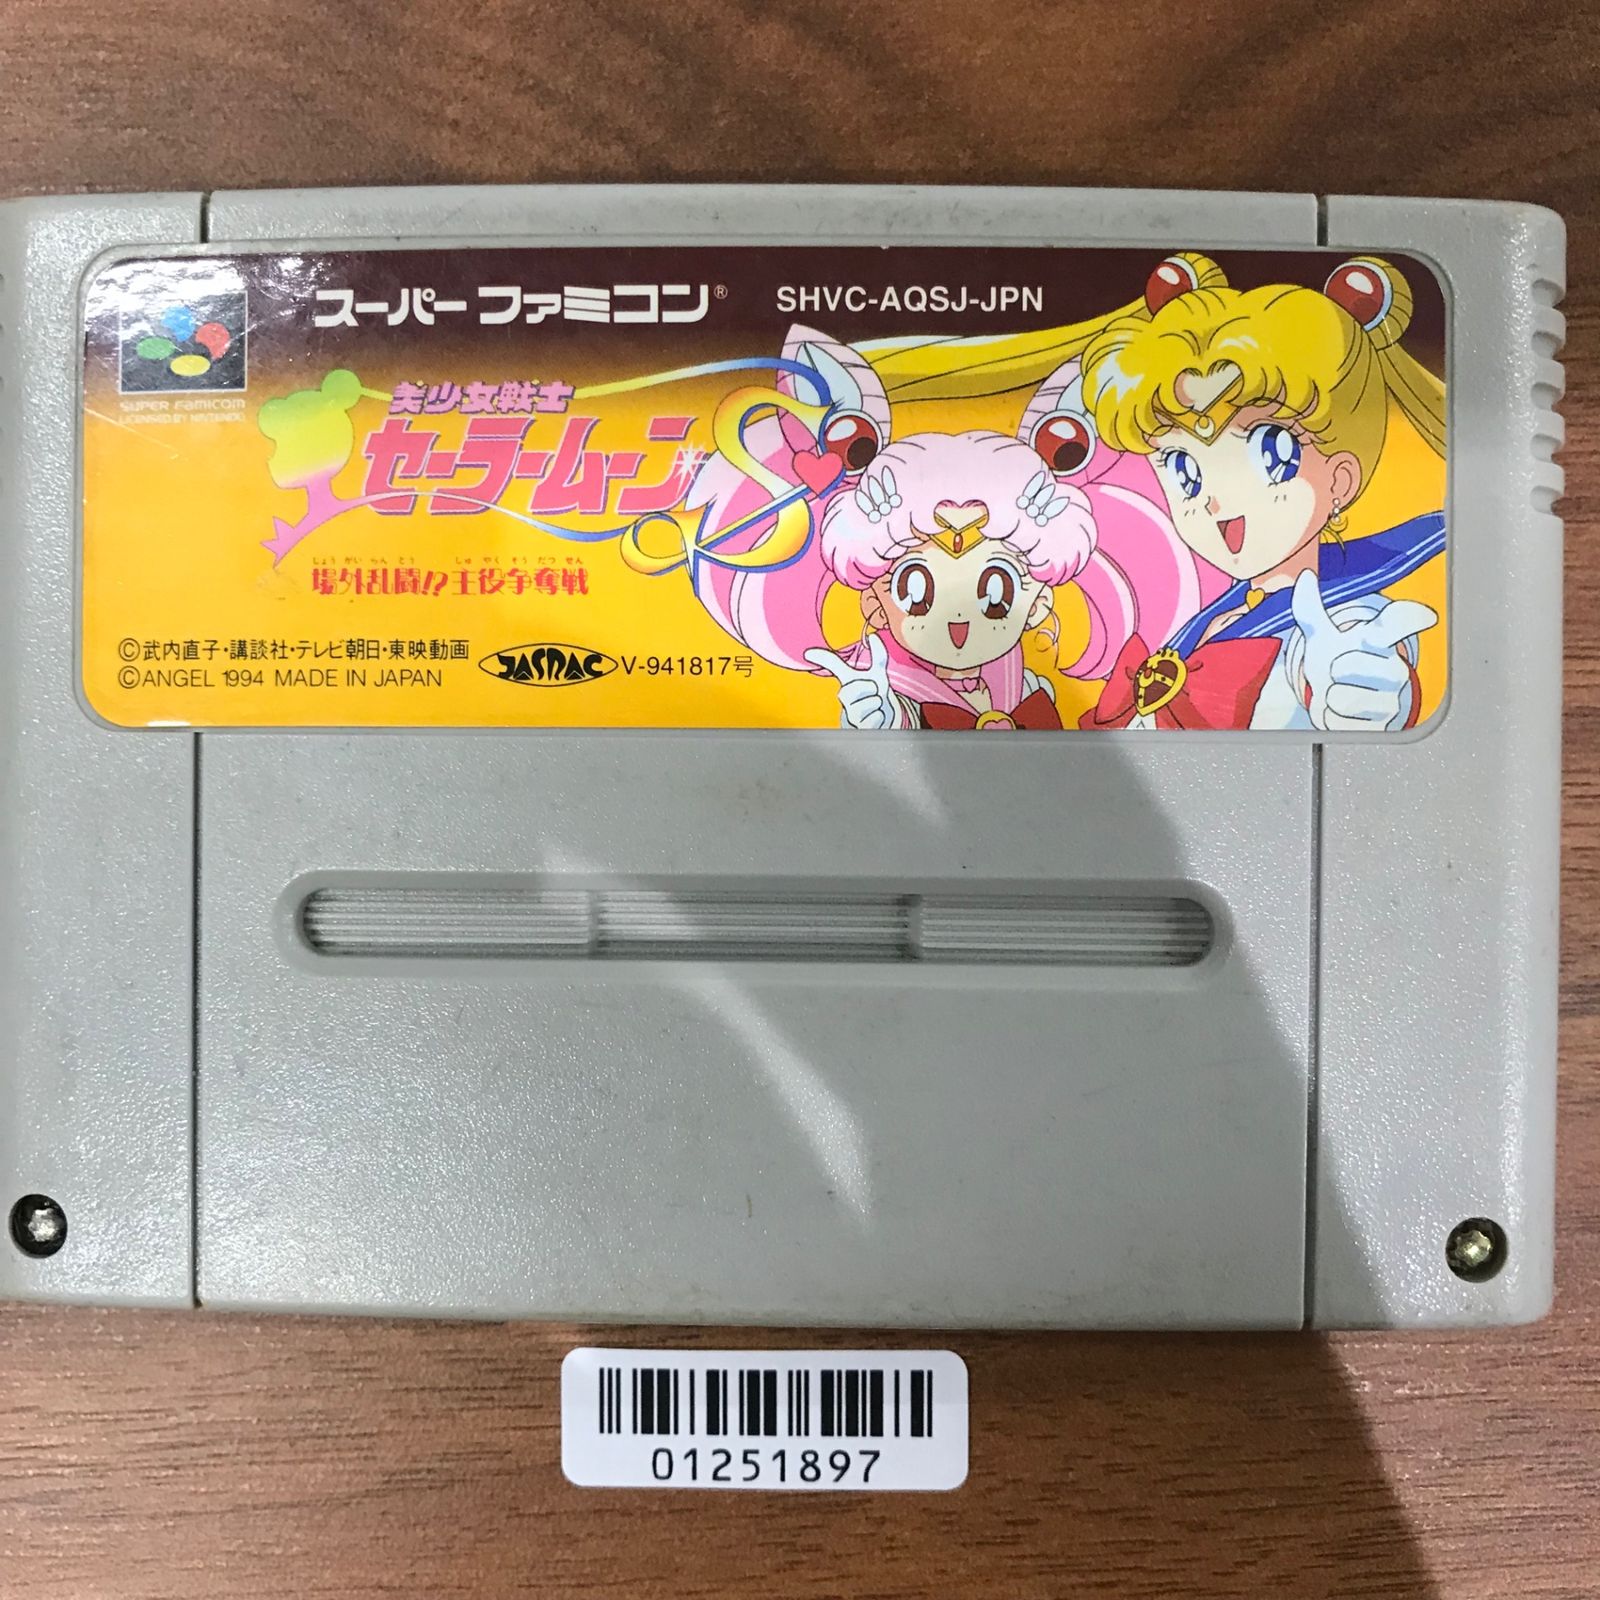 スーパーファミコン® SHVC-AQSJ-JPN
SUPER FAMICOM
LICENSED BY NINTENDO
美少女戦士
セーラームーンS
じょうがいらんとう しゅやくそうだつせん
場外乱闘!?主役争奪戦
©武内直子・講談社・テレビ朝日・東映動画
©ANGEL 1994 MADE IN JAPAN
JASRAC V-941817号
01251897